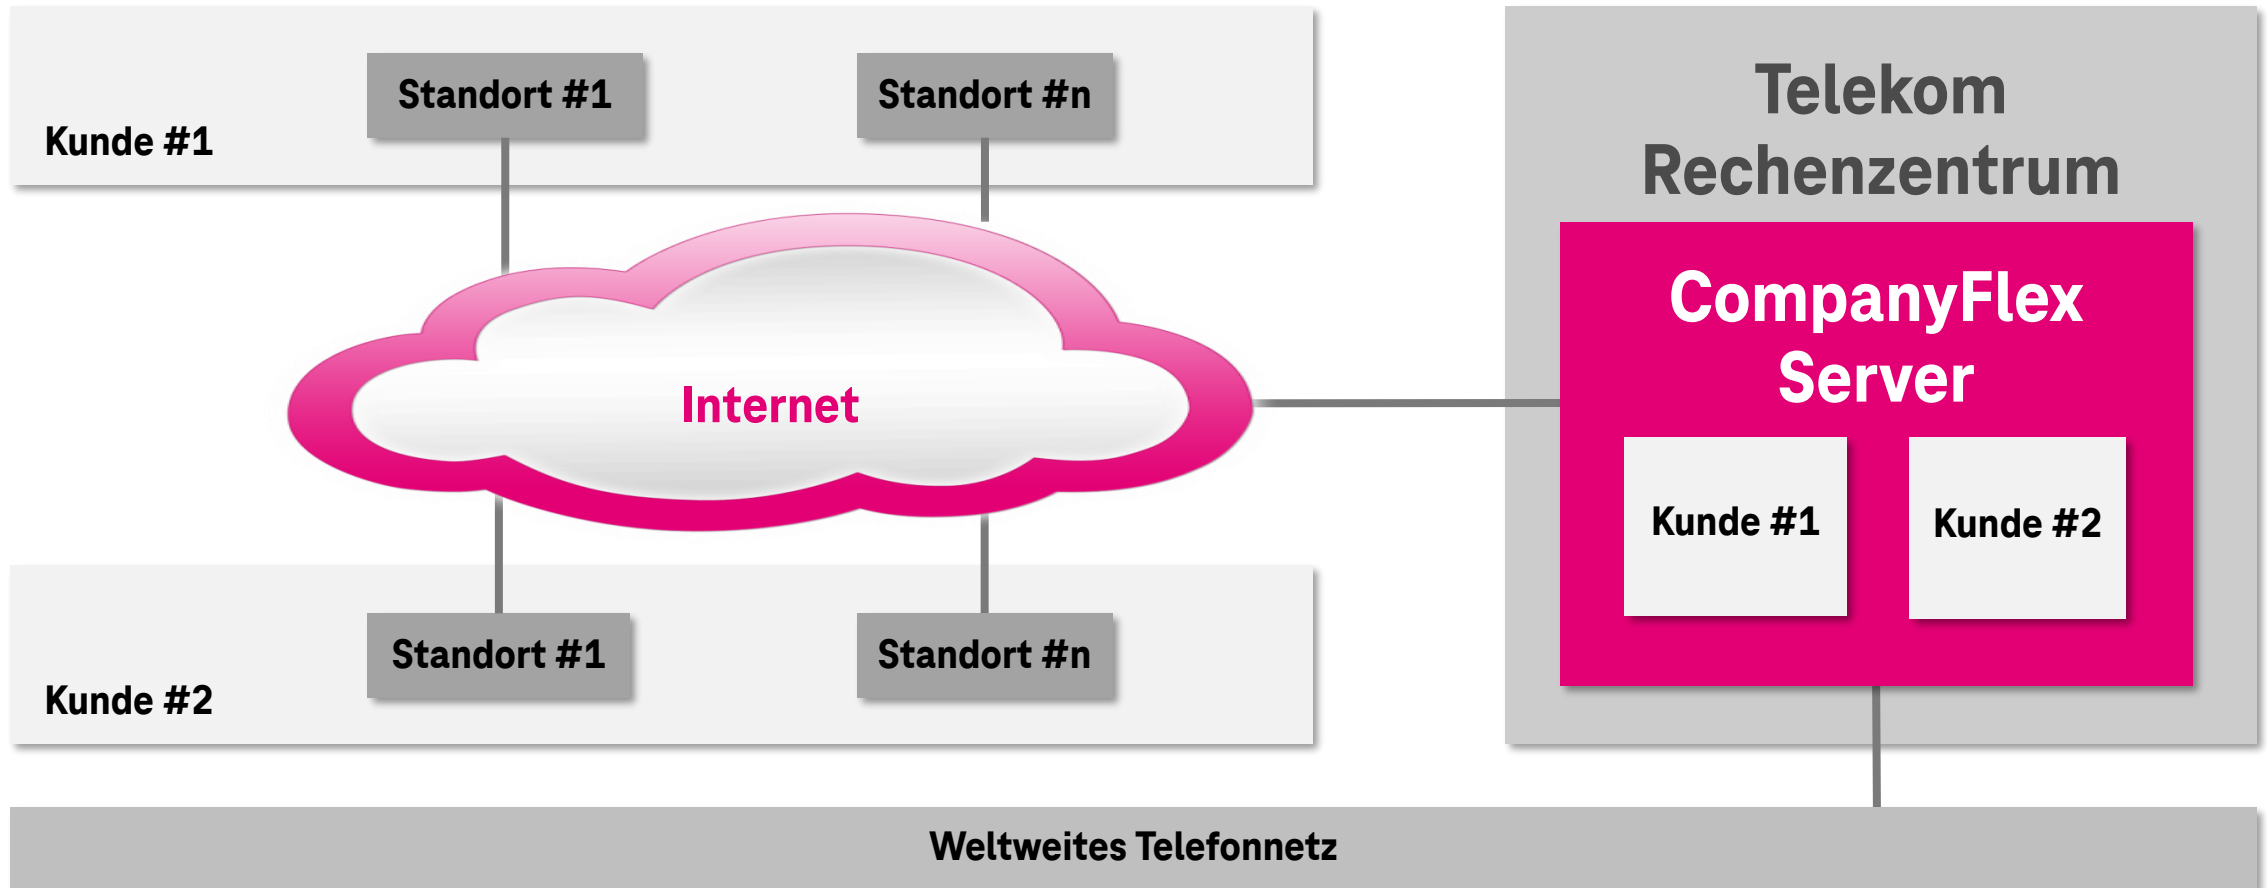 Standort #1
Standort #n
Kunde #1
Telekom
Rechenzentrum
CompanyFlex
Server
Kunde #1
Kunde #2
Internet
Standort #1
Standort #n
Kunde #2
Weltweites Telefonnetz